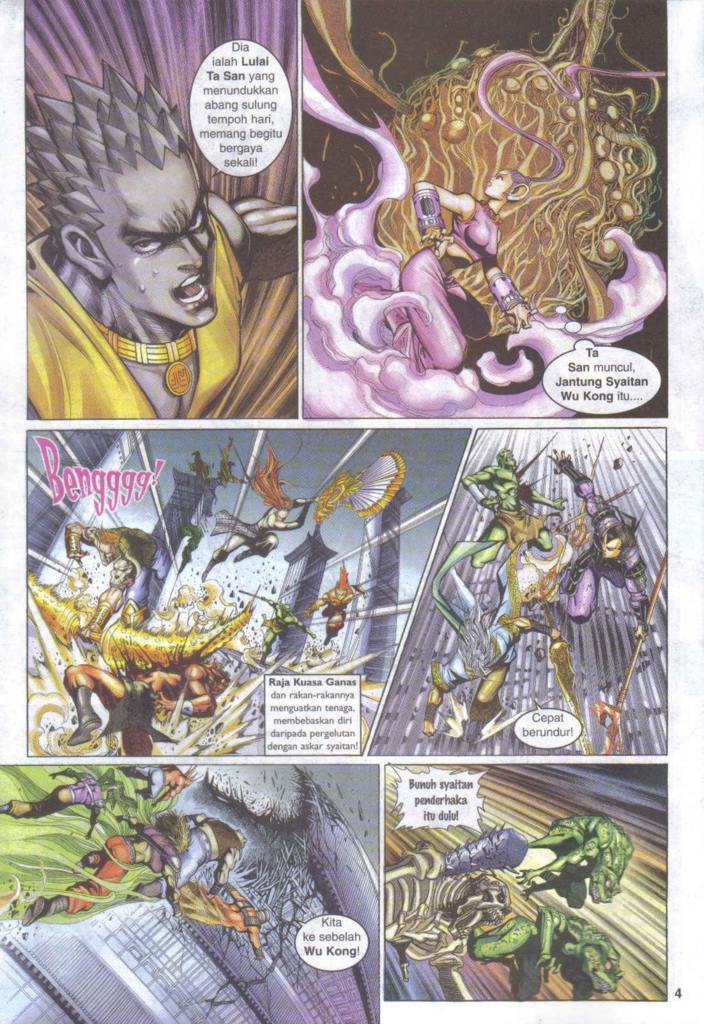 Dia
ialah Lulai
Ta San yang
menundukkan
abang sulung
tempoh hari,
memang begitu
bergaya
sekali!
Ta
San muncul,
Jantung Syaitan
Wu Kong itu....
Bengggg!
Raja Kuasa Ganas
dan rakan-rakannya
menguatkan tenaga,
membebaskan diri
daripada pergelutan
dengan askar syaitan!
Cepat
berundur!
Kita
ke sebelah
Wu Kong!
Bunuh syaitan
penderhaka
itu dulu!
4